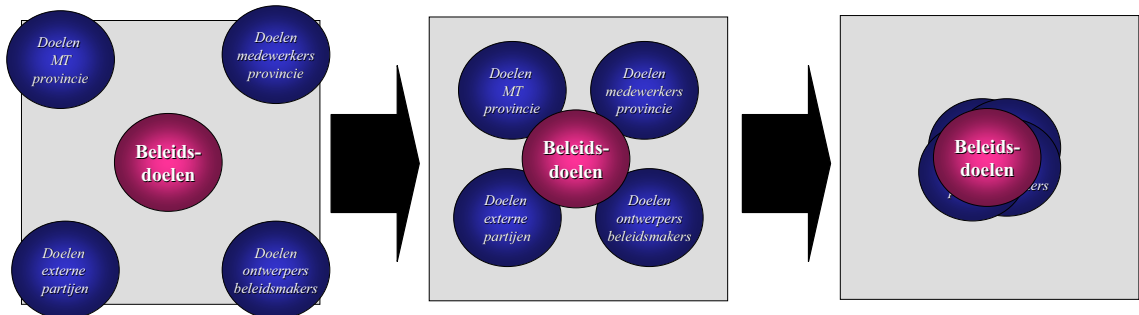 Doelen
MT
provincie
Doelen
medewerkers
provincie
Beleids-
doelen
Doelen
externe
partijen
Doelen
ontwerpers
beleidsmakers
Doelen
MT
provincie
Doelen
medewerkers
provincie
Beleids-
doelen
Doelen
externe
partijen
Doelen
ontwerpers
beleidsmakers
Beleids-
doelen